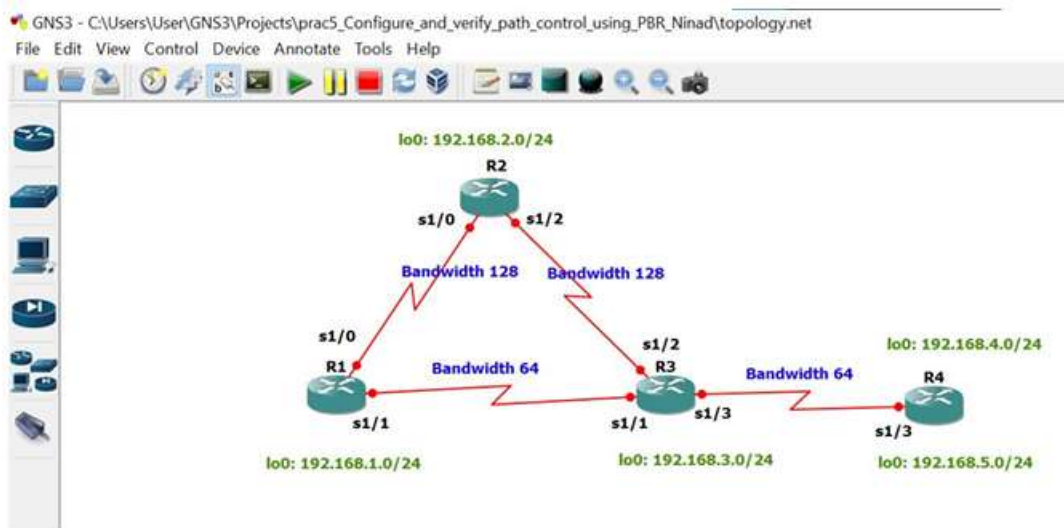 GNS3 - C:\Users\User\GNS3\Projects\prac5_Configure_and_verify_path_control_using_PBR_Ninad\topology.net
File Edit View Control Device Annotate Tools Help
lo0: 192.168.2.0/24
R2
s1/0
s1/2
Bandwidth 128
Bandwidth 128
s1/0
s1/2
lo0: 192.168.4.0/24
R1
Bandwidth 64
R3
Bandwidth 64
R4
s1/1
s1/1
s1/3
s1/3
lo0: 192.168.1.0/24
lo0: 192.168.3.0/24
lo0: 192.168.5.0/24